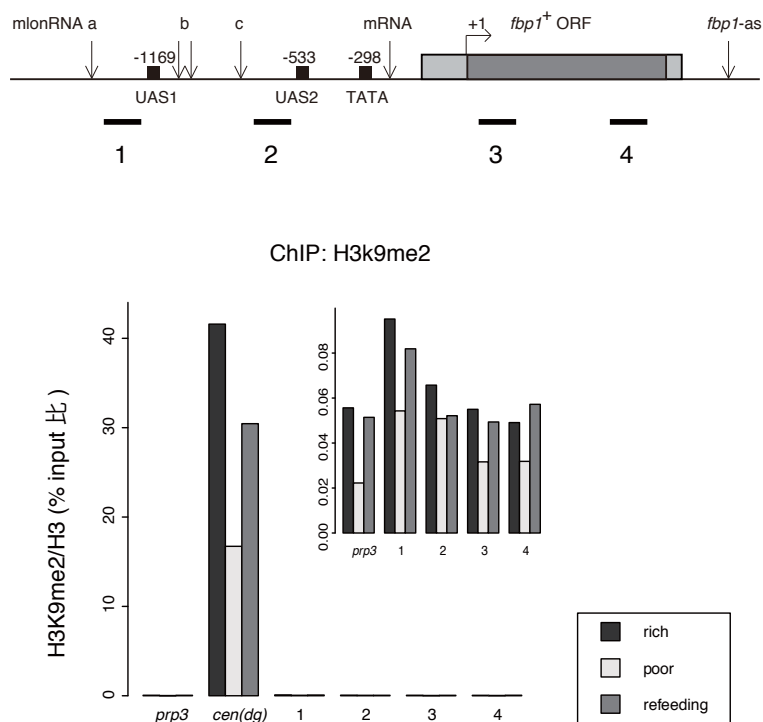 mlonRNA a
b
c
mRNA
+1
fbp1+ ORF
fbp1-as
-1169
-533
-298
UAS1
UAS2
TATA
1
2
3
4
ChIP: H3k9me2
H3K9me2/H3 (% input 比 )
40
30
20
10
0
prp3
cen(dg)
1
2
3
4
0.08
0.06
0.04
0.02
0.00
prp3
1
2
3
4
rich
poor
refeeding